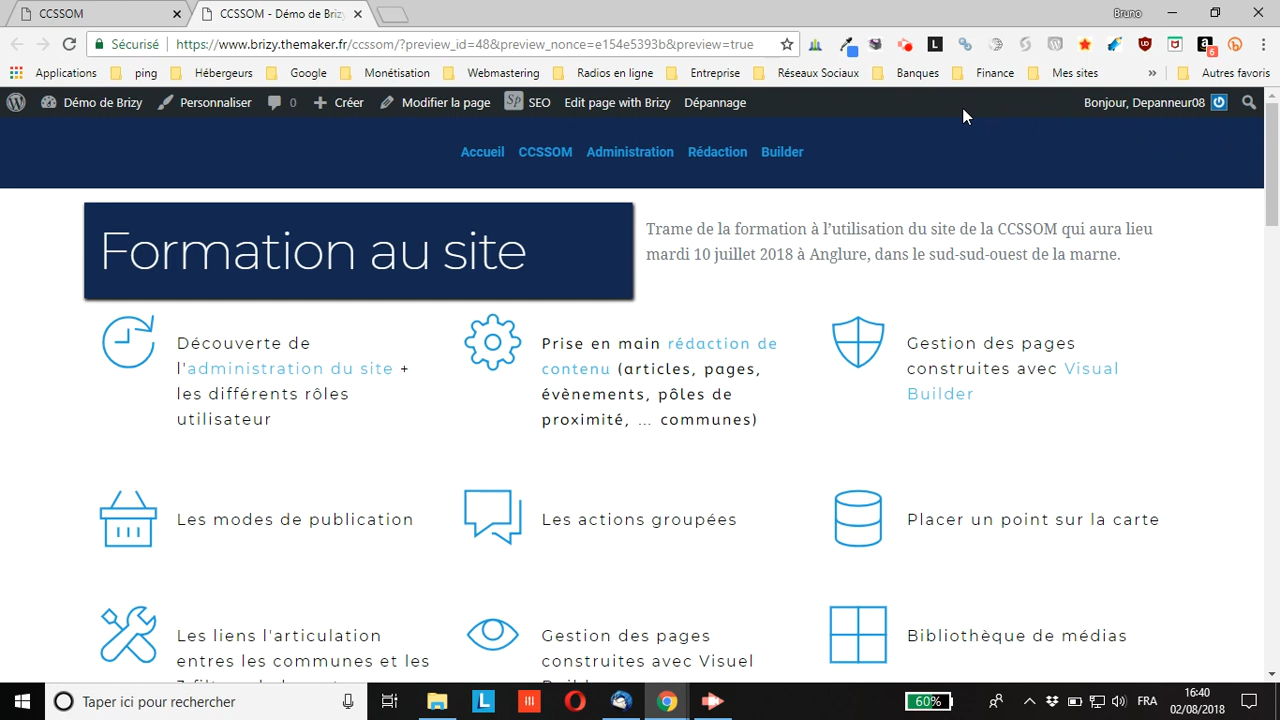 CCSSOM
CCSSOM - Démo de Briz
Bruno
Sécurisé
https://www.brizy.themaker.fr/ccssom/?preview_id=48&preview_nonce=e154e5393b&preview=true
Applications
ping
Hébergeurs
Google
Monétisation
Webmastering
Radios en ligne
Entreprise
Réseaux Sociaux
Banques
Finance
Mes sites
»
Autres favoris
Démo de Brizy
Personnaliser
0
Créer
Modifier la page
SEO
Edit page with Brizy
Dépannage
Bonjour, Depanneur08
Accueil CCSSOM Administration Rédaction Builder
Formation au site
Trame de la formation à l’utilisation du site de la CCSSOM qui aura lieu
mardi 10 juillet 2018 à Anglure, dans le sud-sud-ouest de la marne.
Découverte de
l'administration du site +
les différents rôles
utilisateur
Prise en main rédaction de
contenu (articles, pages,
évènements, pôles de
proximité, … communes)
Gestion des pages
construites avec Visual
Builder
Les modes de publication
Les actions groupées
Placer un point sur la carte
Les liens l'articulation
entres les communes et les
Gestion des pages
construites avec Visuel
Bibliothèque de médias
Taper ici pour rechercher
60%
FRA
16:40
02/08/2018